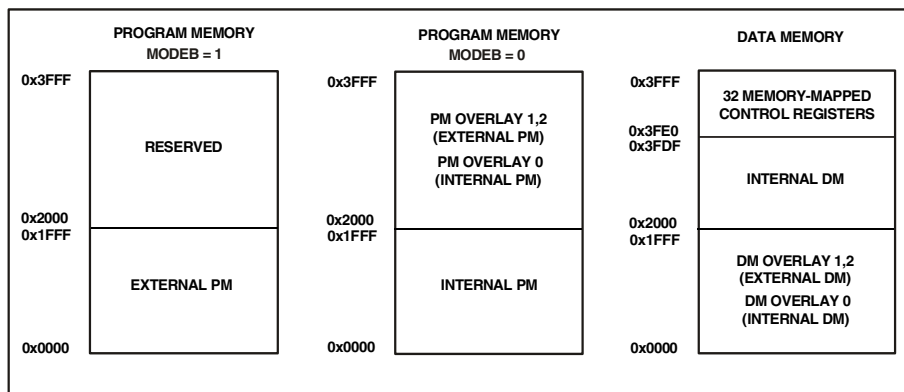 PROGRAM MEMORY
MODEB = 1
0x3FFF
RESERVED
0x2000
0x1FFF
EXTERNAL PM
0x0000
PROGRAM MEMORY
MODEB = 0
0x3FFF
PM OVERLAY 1,2
(EXTERNAL PM)
PM OVERLAY 0
(INTERNAL PM)
0x2000
0x1FFF
INTERNAL PM
0x0000
DATA MEMORY
0x3FFF
32 MEMORY-MAPPED
CONTROL REGISTERS
0x3FE0
0x3FDF
INTERNAL DM
0x2000
0x1FFF
DM OVERLAY 1,2
(EXTERNAL DM)
DM OVERLAY 0
(INTERNAL DM)
0x0000